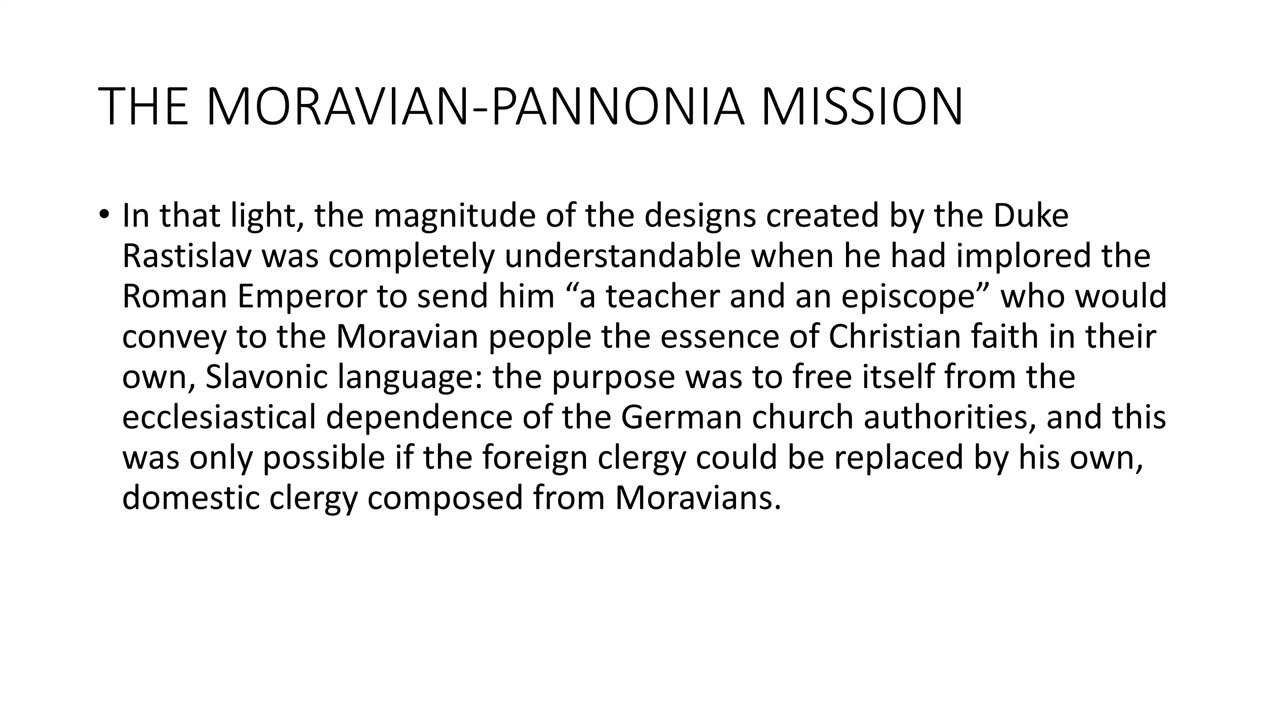 THE MORAVIAN-PANNONIA MISSION
• In that light, the magnitude of the designs created by the Duke
Rastislav was completely understandable when he had implored the
Roman Emperor to send him “a teacher and an episcope” who would
convey to the Moravian people the essence of Christian faith in their
own, Slavonic language: the purpose was to free itself from the
ecclesiastical dependence of the German church authorities, and this
was only possible if the foreign clergy could be replaced by his own,
domestic clergy composed from Moravians.